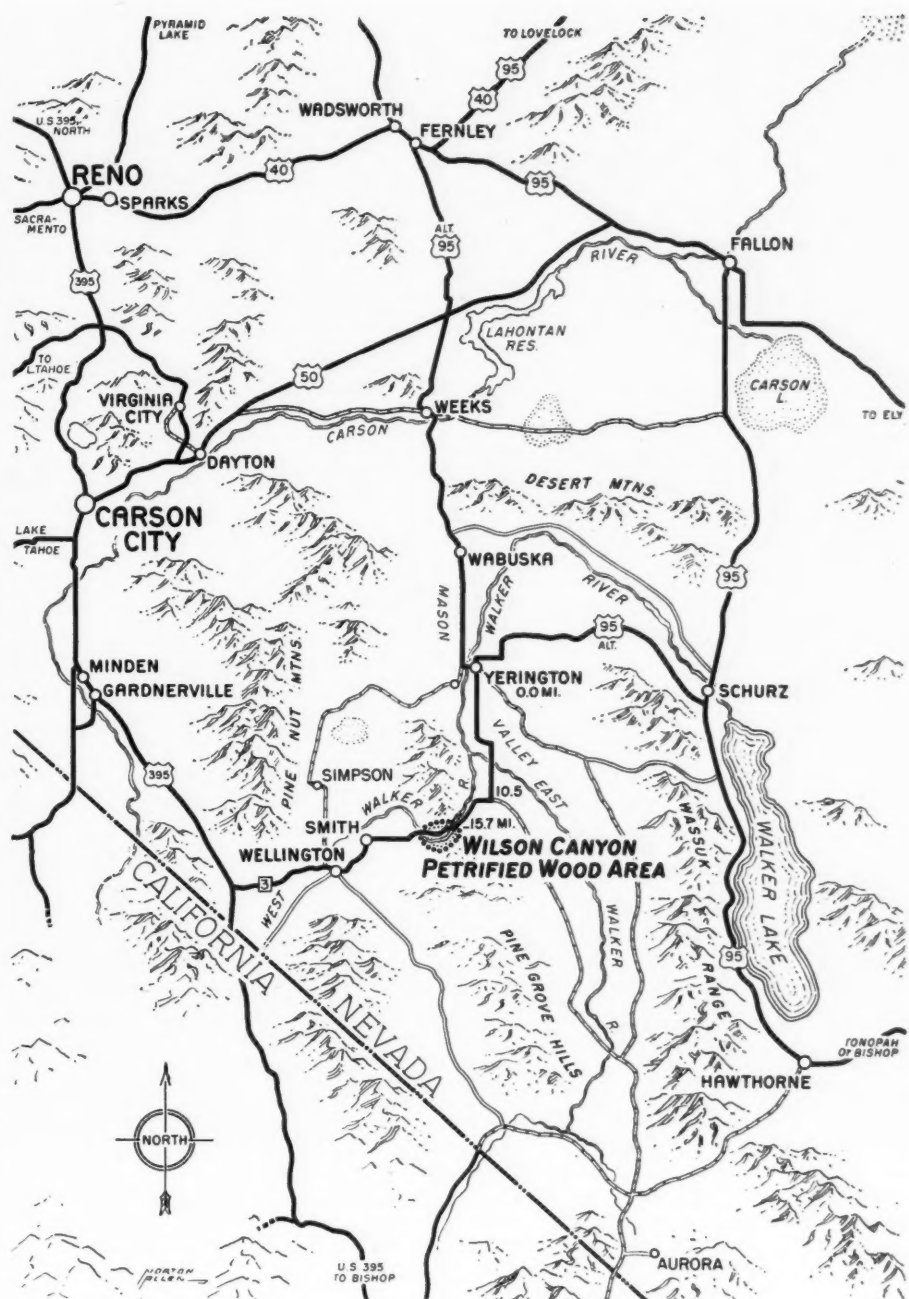 PYRAMID
LAKE
TO LOVELOCK
95
40
U.S. 395,
NORTH
WADSWORTH
FERNLEY
RENO
SPARKS
40
95
SACRA-
MENTO
ALT.
95
395
RIVER
FALLON
LAHONTAN
RES.
TO
L. TAHOE
50
CARSON
L.
VIRGINIA
CITY
WEEKS
TO ELY
CARSON
DAYTON
DESERT MTNS.
CARSON
CITY
LAKE
TAHOE
WABUSKA
95
MASON
WALKER
RIVER
95
ALT.
MINDEN
GARDNERVILLE
PINE NUT MTNS.
YERINGTON
0.0 MI.
SCHURZ
VALLEY EAST
395
SIMPSON
R.
10.5
WALKER
SMITH
15.7 MI.
WILSON CANYON
PETRIFIED WOOD AREA
WELLINGTON
3
WEST
WASSUK
RANGE
WALKER LAKE
CALIFORNIA
NEVADA
PINE GROVE HILLS
WALKER
R.
95
TONOPAH
OR BISHOP
HAWTHORNE
NORTH
AURORA
NORTON
ALLEN
U.S 395
TO BISHOP